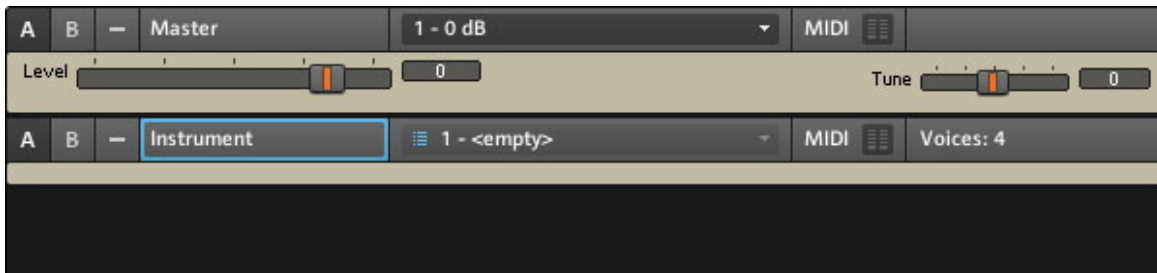 A B – Master 1 - 0 dB MIDI
Level 0 Tune 0
A B – Instrument 1 - <empty> MIDI Voices: 4